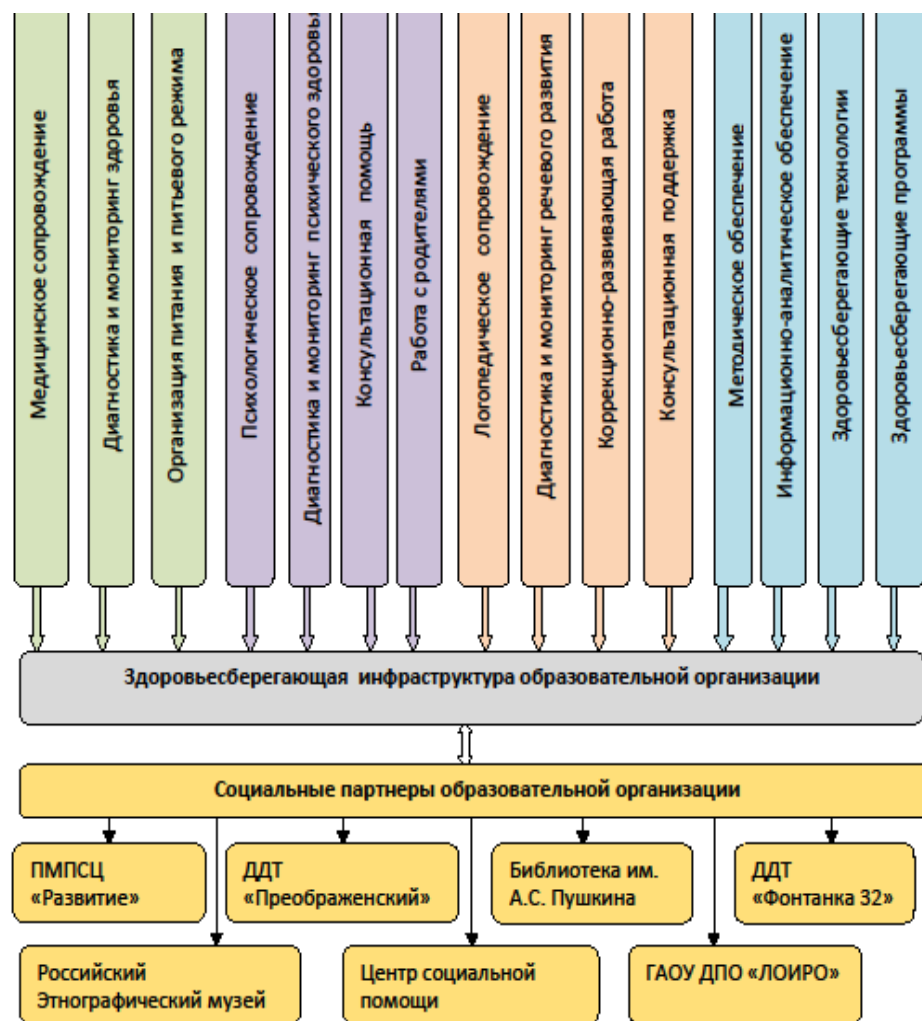 Медицинское сопровождение
Диагностика и мониторинг здоровья
Организация питания и питьевого режима
Психологическое сопровождение
Диагностика и мониторинг психического здоровья
Консультационная помощь
Работа с родителями
Логопедическое сопровождение
Диагностика и мониторинг речевого развития
Коррекционно-развивающая работа
Консультационная поддержка
Методическое обеспечение
Информационно-аналитическое обеспечение
Здоровьесберегающие технологии
Здоровьесберегающие программы
Здоровьесберегающая инфраструктура образовательной организации
Социальные партнеры образовательной организации
ПМПСЦ
«Развитие»
ДДТ
«Преображенский»
Библиотека им.
А.С. Пушкина
ДДТ
«Фонтанка 32»
Российский
Этнографический музей
Центр социальной
помощи
ГАОУ ДПО «ЛОИРО»